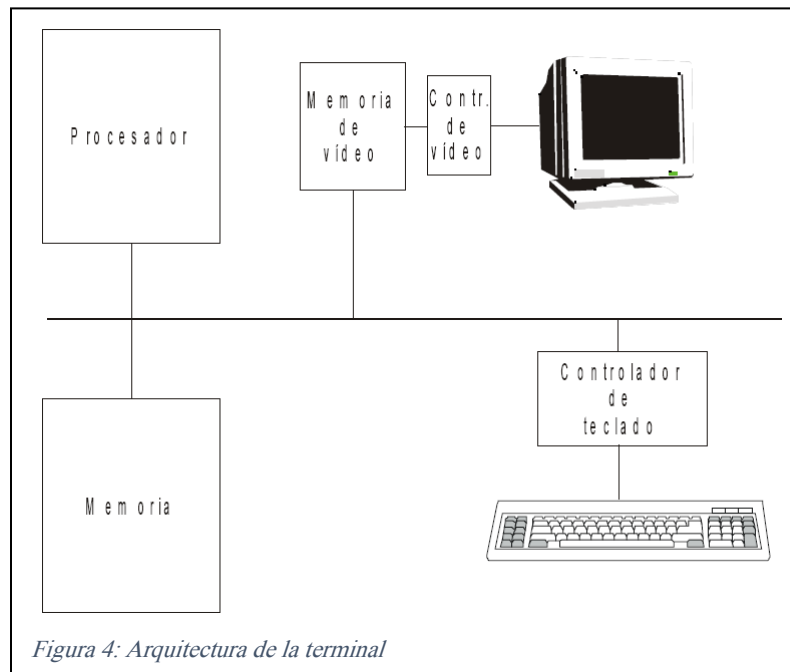 Procesador
Memoria
de
vídeo
Contr.
de
vídeo
Controlador
de
teclado
Memoria
Figura 4: Arquitectura de la terminal